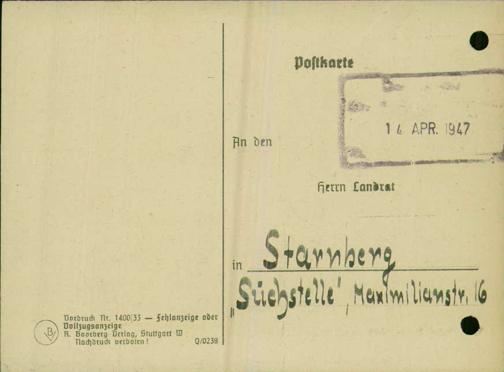 Postkarte
14 APR. 1947
An den
Herrn Landrat
in Starnberg
"Suchstelle", Maximilianstr. 16
Vordruck Nr. 1400/35 — Fehlanzeige oder
Vollzugsanzeige
R. Boorberg Verlag, Stuttgart W
Nachdruck verboten!
Q/0238